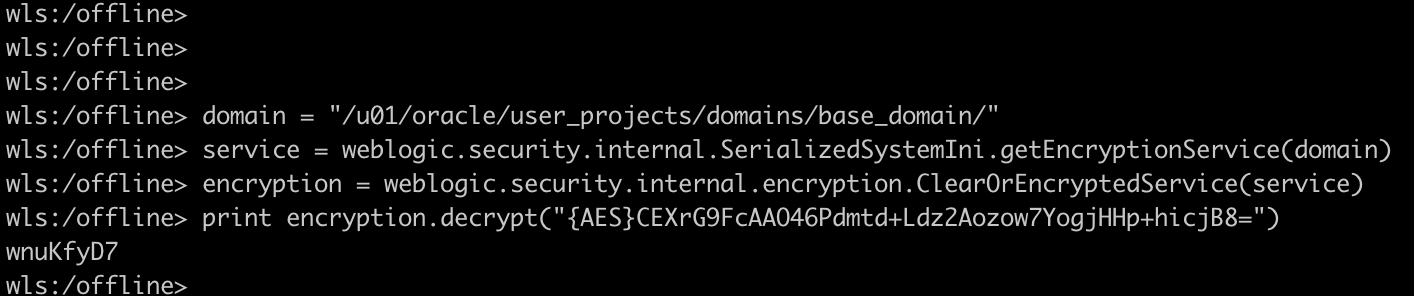 wls:/offline>
wls:/offline>
wls:/offline>
wls:/offline> domain = "/u01/oracle/user_projects/domains/base_domain/"
wls:/offline> service = weblogic.security.internal.SerializedSystemIni.getEncryptionService(domain)
wls:/offline> encryption = weblogic.security.internal.encryption.ClearOrEncryptedService(service)
wls:/offline> print encryption.decrypt("{AES}CEXrG9FcAAO46Pdmtd+Ldz2Aozow7YogjHHp+hicjB8=")
wnuKfyD7
wls:/offline>